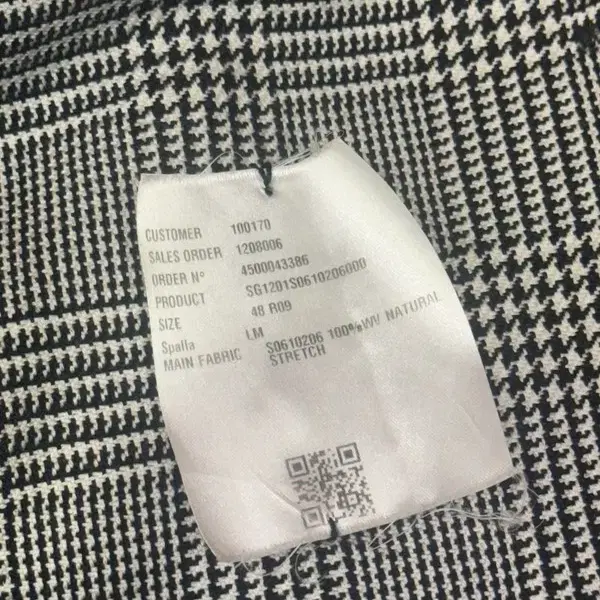 CUSTOMER 100170
SALES ORDER 1208006
ORDER Nº 4500043386
PRODUCT SG1201S0610206000
SIZE 48 R09
Spalla LM
MAIN FABRIC S0610206 100%WV NATURAL
STRETCH